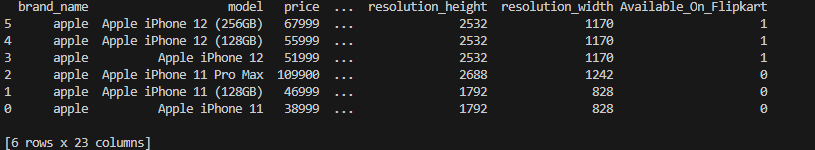 brand_name model price ... resolution_height resolution_width Available_On_Flipkart
5 apple Apple iPhone 12 (256GB) 67999 ... 2532 1170 1
4 apple Apple iPhone 12 (128GB) 55999 ... 2532 1170 1
3 apple Apple iPhone 12 51999 ... 2532 1170 1
2 apple Apple iPhone 11 Pro Max 109900 ... 2688 1242 0
1 apple Apple iPhone 11 (128GB) 46999 ... 1792 828 0
0 apple Apple iPhone 11 38999 ... 1792 828 0
[6 rows x 23 columns]